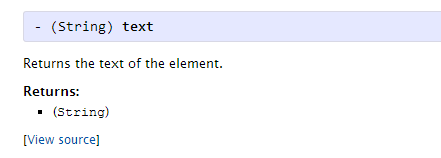 - (String) text
Returns the text of the element.
Returns:
▪ (String)
[View source]